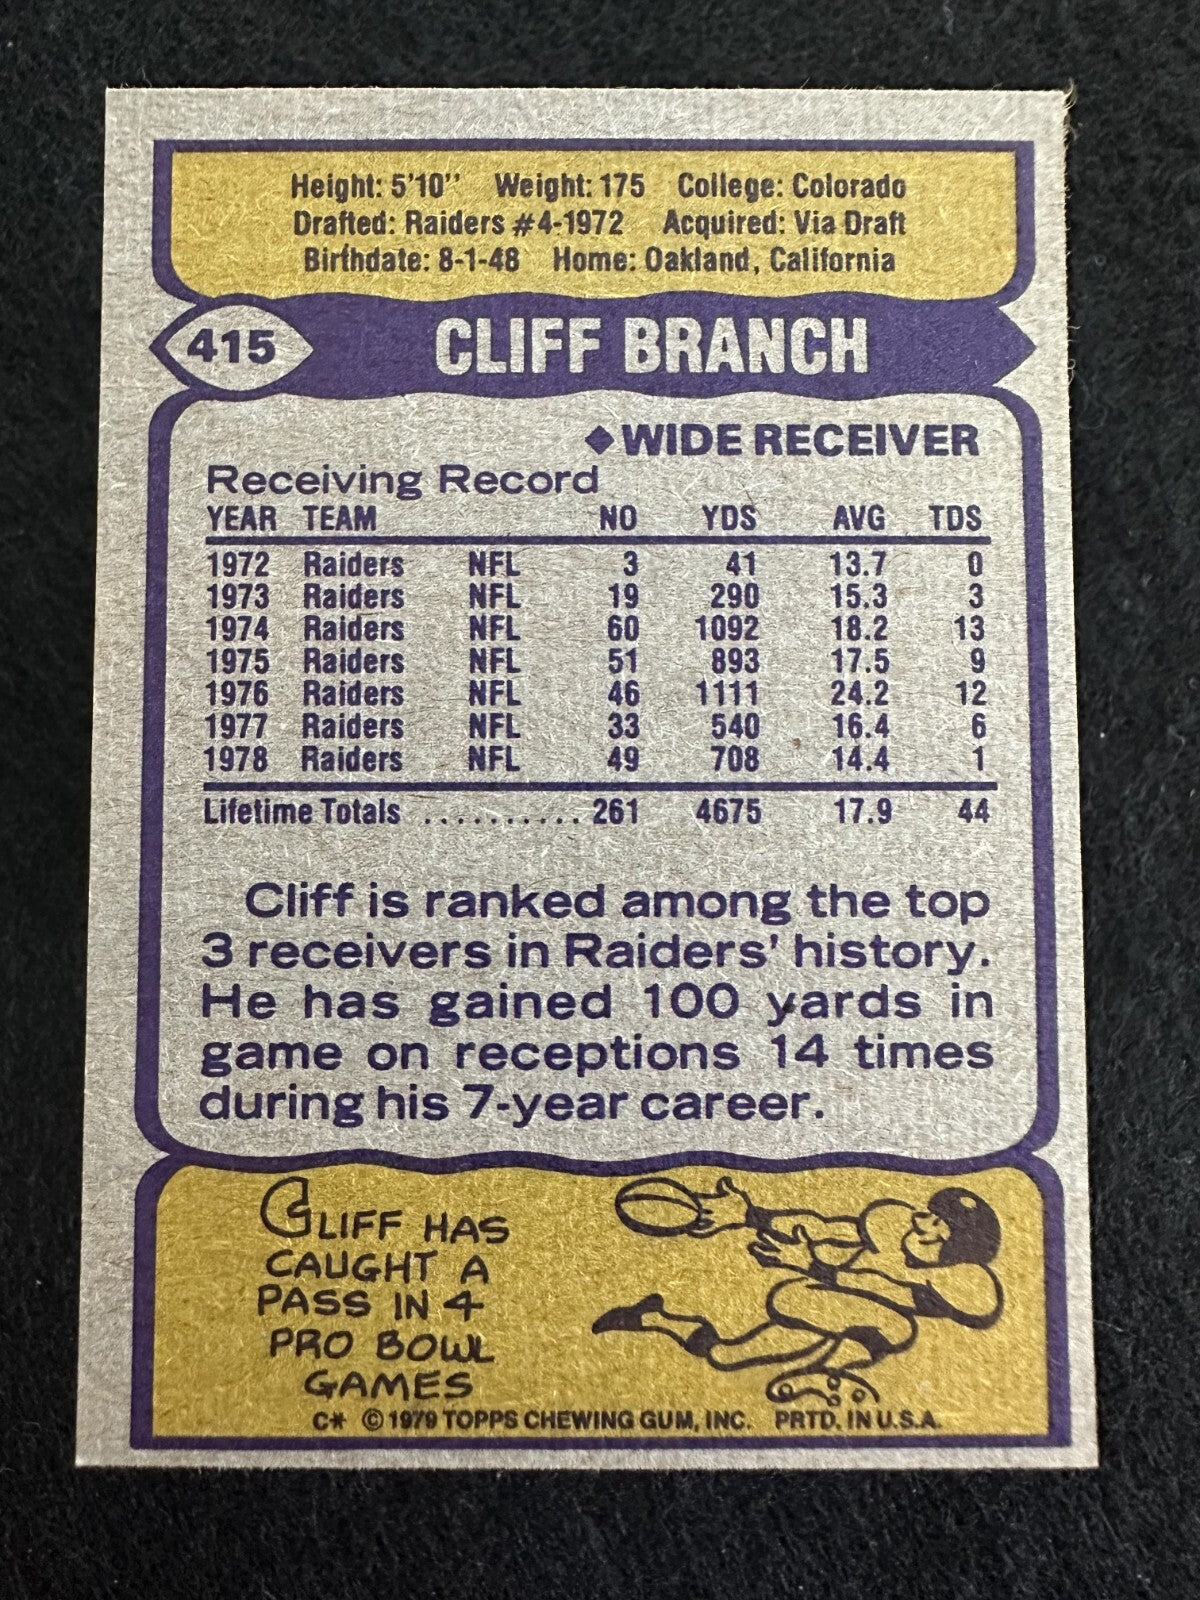 Height: 5'10" Weight: 175 College: Colorado
Drafted: Raiders #4-1972 Acquired: Via Draft
Birthdate: 8-1-48 Home: Oakland, California
415 CLIFF BRANCH
◆WIDE RECEIVER
Receiving Record
YEAR TEAM NO YDS AVG TDS
1972 Raiders NFL 3 41 13.7 0
1973 Raiders NFL 19 290 15.3 3
1974 Raiders NFL 60 1092 18.2 13
1975 Raiders NFL 51 893 17.5 9
1976 Raiders NFL 46 1111 24.2 12
1977 Raiders NFL 33 540 16.4 6
1978 Raiders NFL 49 708 14.4 1
Lifetime Totals .......... 261 4675 17.9 44
Cliff is ranked among the top
3 receivers in Raiders' history.
He has gained 100 yards in
game on receptions 14 times
during his 7-year career.
CLIFF HAS
CAUGHT A
PASS IN 4
PRO BOWL
GAMES
C* © 1979 TOPPS CHEWING GUM, INC. PRTD. IN U.S.A.